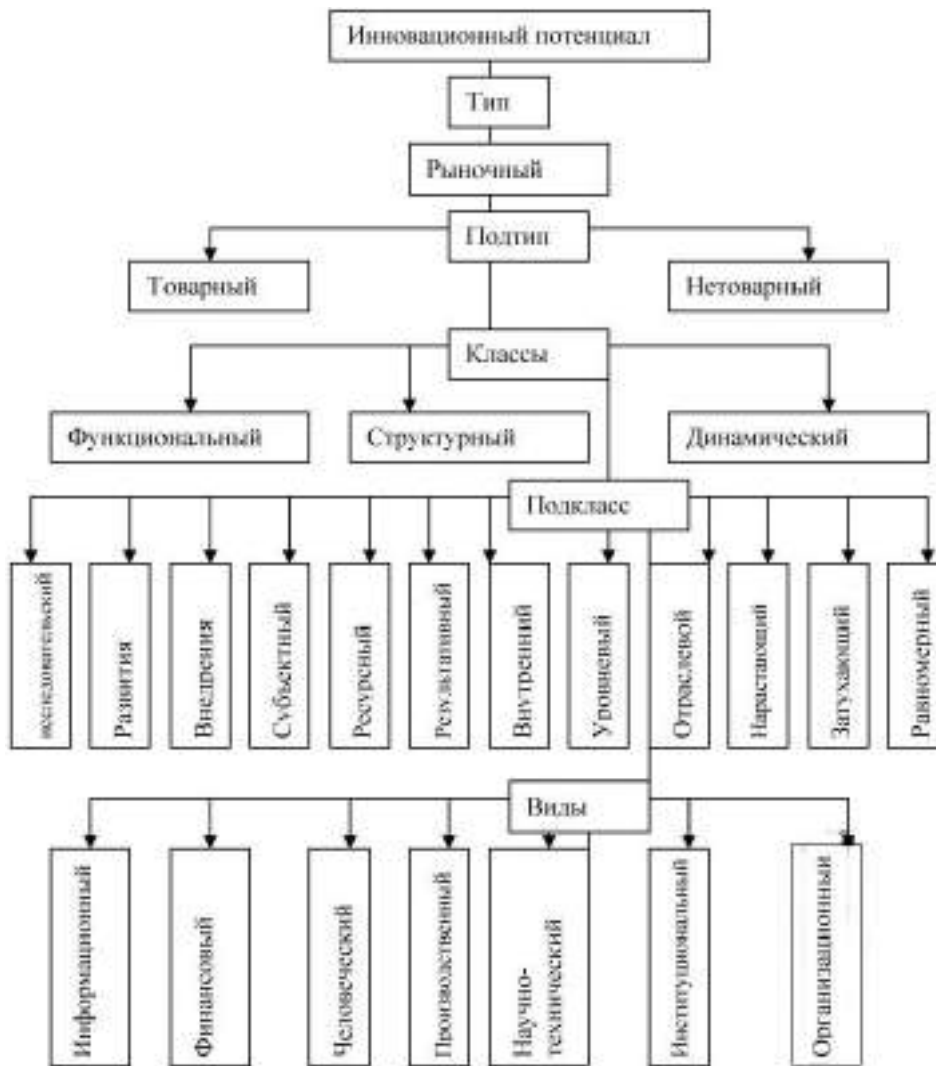 Инновационный потенциал
Тип
Рыночный
Подтип
Товарный
Нетоварный
Классы
Функциональный
Структурный
Динамический
Подкласс
исследовательский
Развития
Внедрения
Субъектный
Ресурсный
Результативный
Внутренний
Уровневый
Отраслевой
Нарастающий
Затухающий
Равномерный
Виды
Информационный
Финансовый
Человеческий
Производственный
Научно-
технический
Институциональный
Организационны